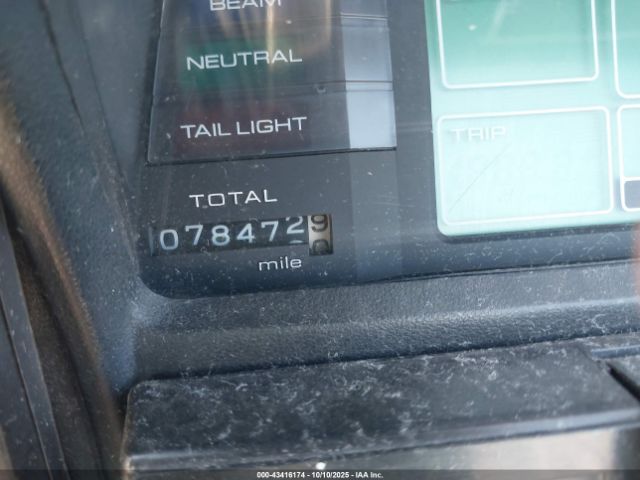 BEAM
NEUTRAL
TAIL LIGHT
TRIP
TOTAL
0784729
mile
000-43416174 - 10/10/2025 - IAA Inc.